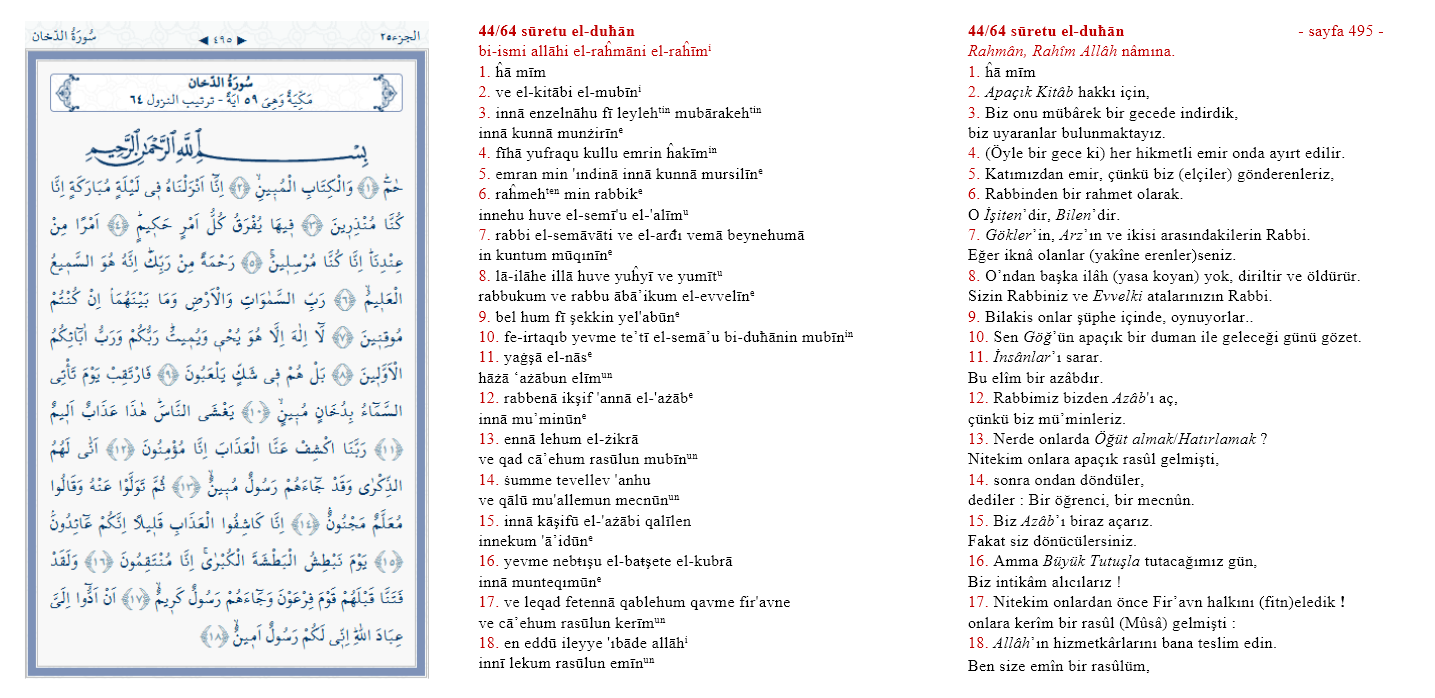 سُورَةُ الدُّخَان
◀ ٤٩٥ ▶
الجزء ٢٥
سُورَةُ الدُّخَان
مَكِّيَّةٌ وَهِيَ ٥٩ ايَةً - ترتيب النزول ٦٤
بِسْمِ اللّٰهِ الرَّحْمٰنِ الرَّحِيمِ
حٰمٓ ﴿١﴾ وَالْكِتَابِ الْمُبِينِۙ ﴿٢﴾ اِنَّٓا اَنْزَلْنَاهُ فِى لَيْلَةٍ مُبَارَكَةٍ اِنَّا
كُنَّا مُنْذِرِينَ ﴿٣﴾ فِيهَا يُفْرَقُ كُلُّ اَمْرٍ حَكِيمٍۙ ﴿٤﴾ اَمْرًا مِنْ
عِنْدِنَاۜ اِنَّا كُنَّا مُرْسِلِينَۚ ﴿٥﴾ رَحْمَةً مِنْ رَبِّكَۜ اِنَّهُ هُوَ السَّمِيعُ
الْعَلِيمُۙ ﴿٦﴾ رَبِّ السَّمٰوَاتِ وَالْاَرْضِ وَمَا بَيْنَهُمَاۢ اِنْ كُنْتُمْ
مُوقِنِينَ ﴿٧﴾ لَٓا اِلٰهَ اِلَّا هُوَ يُحْيِ وَيُمِيتُۜ رَبُّكُمْ وَرَبُّ اٰبَٓائِكُمُ
الْاَوَّلِينَ ﴿٨﴾ بَلْ هُمْ فِى شَكٍّ يَلْعَبُونَ ﴿٩﴾ فَارْتَقِبْ يَوْمَ تَأْتِى
السَّمَٓاءُ بِدُخَانٍ مُبِينٍۙ ﴿١٠﴾ يَغْشَى النَّاسَۜ هٰذَا عَذَابٌ اَلِيمٌ
﴿١١﴾ رَبَّنَا اكْشِفْ عَنَّا الْعَذَابَ اِنَّا مُؤْمِنُونَ ﴿١٢﴾ اَنّٰى لَهُمُ
الذِّكْرٰى وَقَدْ جَٓاءَهُمْ رَسُولٌ مُبِينٌۙ ﴿١٣﴾ ثُمَّ تَوَلَّوْا عَنْهُ وَقَالُوا
مُعَلَّمٌ مَجْنُونٌۢ ﴿١٤﴾ اِنَّا كَاشِفُوا الْعَذَابِ قَلِيلًا اِنَّكُمْ عَٓائِدُونَۢ
﴿١٥﴾ يَوْمَ نَبْطِشُ الْبَطْشَةَ الْكُبْرٰىۚ اِنَّا مُنْتَقِمُونَ ﴿١٦﴾ وَلَقَدْ
فَتَنَّا قَبْلَهُمْ قَوْمَ فِرْعَوْنَ وَجَٓاءَهُمْ رَسُولٌ كَرِيمٌۙ ﴿١٧﴾ اَنْ اَدُّٓوا اِلَىَّ
عِبَادَ اللّٰهِۜ اِنِّى لَكُمْ رَسُولٌ اَمِينٌۙ ﴿١٨﴾
44/64 sūretu el-duħān
bi-ismi allāhi el-raĥmāni el-raĥīmⁱ
1. ĥā mīm
2. ve el-kitābi el-mubīnⁱ
3. innā enzelnāhu fī leylehᵗⁱⁿ mubārakehᵗⁱⁿ
innā kunnā munżirīnᵉ
4. fīhā yufraqu kullu emrin ĥakīmⁱⁿ
5. emran min 'ındinā innā kunnā mursilīnᵉ
6. raĥmehᵗᵉⁿ min rabbikᵉ
innehu huve el-semī'u el-'alīmᵘ
7. rabbi el-semāvāti ve el-arđı vemā beynehumā
in kuntum mūqınīnᵉ
8. lā-ilāhe illā huve yuĥyī ve yumītᵘ
rabbukum ve rabbu ābā’ikum el-evvelīnᵉ
9. bel hum fī şekkin yel'abūnᵉ
10. fe-irtaqıb yevme te’tī el-semā’u bi-duħānin mubīnⁱⁿ
11. yaġşā el-nāsᵉ
hāżā ‘ażābun elīmᵘⁿ
12. rabbenā ikşif 'annā el-'ażābᵉ
innā mu’minūnᵉ
13. ennā lehum el-żikrā
ve qad cā’ehum rasūlun mubīnᵘⁿ
14. ŝumme tevellev 'anhu
ve qālū mu'allemun mecnūnᵘⁿ
15. innā kāşifū el-'ażābi qalīlen
innekum 'ā’idūnᵉ
16. yevme nebtışu el-baŧşete el-kubrā
innā munteqımūnᵉ
17. ve leqad fetennā qablehum qavme fir'avne
ve cā’ehum rasūlun kerīmᵘⁿ
18. en eddū ileyye 'ıbāde allāhⁱ
innī lekum rasūlun emīnᵘⁿ
44/64 sūretu el-duħān - sayfa 495 -
Rahmân, Rahîm Allâh nâmına.
1. ĥā mīm
2. Apaçık Kitâb hakkı için,
3. Biz onu mübârek bir gecede indirdik,
biz uyaranlar bulunmaktayız.
4. (Öyle bir gece ki) her hikmetli emir onda ayırt edilir.
5. Katımızdan emir, çünkü biz (elçiler) gönderenleriz,
6. Rabbinden bir rahmet olarak.
O İşiten’dir, Bilen’dir.
7. Gökler’in, Arz’ın ve ikisi arasındakilerin Rabbi.
Eğer iknâ olanlar (yakîne erenler)seniz.
8. O’ndan başka ilâh (yasa koyan) yok, diriltir ve öldürür.
Sizin Rabbiniz ve Evvelki atalarınızın Rabbi.
9. Bilakis onlar şüphe içinde, oynuyorlar..
10. Sen Göğ’ün apaçık bir duman ile geleceği günü gözet.
11. İnsânlar’ı sarar.
Bu elîm bir azâbdır.
12. Rabbimiz bizden Azâb'ı aç,
çünkü biz mü’minleriz.
13. Nerde onlarda Öğüt almak/Hatırlamak ?
Nitekim onlara apaçık rasûl gelmişti,
14. sonra ondan döndüler,
dediler : Bir öğrenci, bir mecnûn.
15. Biz Azâb’ı biraz açarız.
Fakat siz dönücülersiniz.
16. Amma Büyük Tutuşla tutacağımız gün,
Biz intikâm alıcılarız !
17. Nitekim onlardan önce Fir’avn halkını (fitn)eledik !
onlara kerîm bir rasûl (Mûsâ) gelmişti :
18. Allâh’ın hizmetkârlarını bana teslim edin.
Ben size emîn bir rasûlüm,